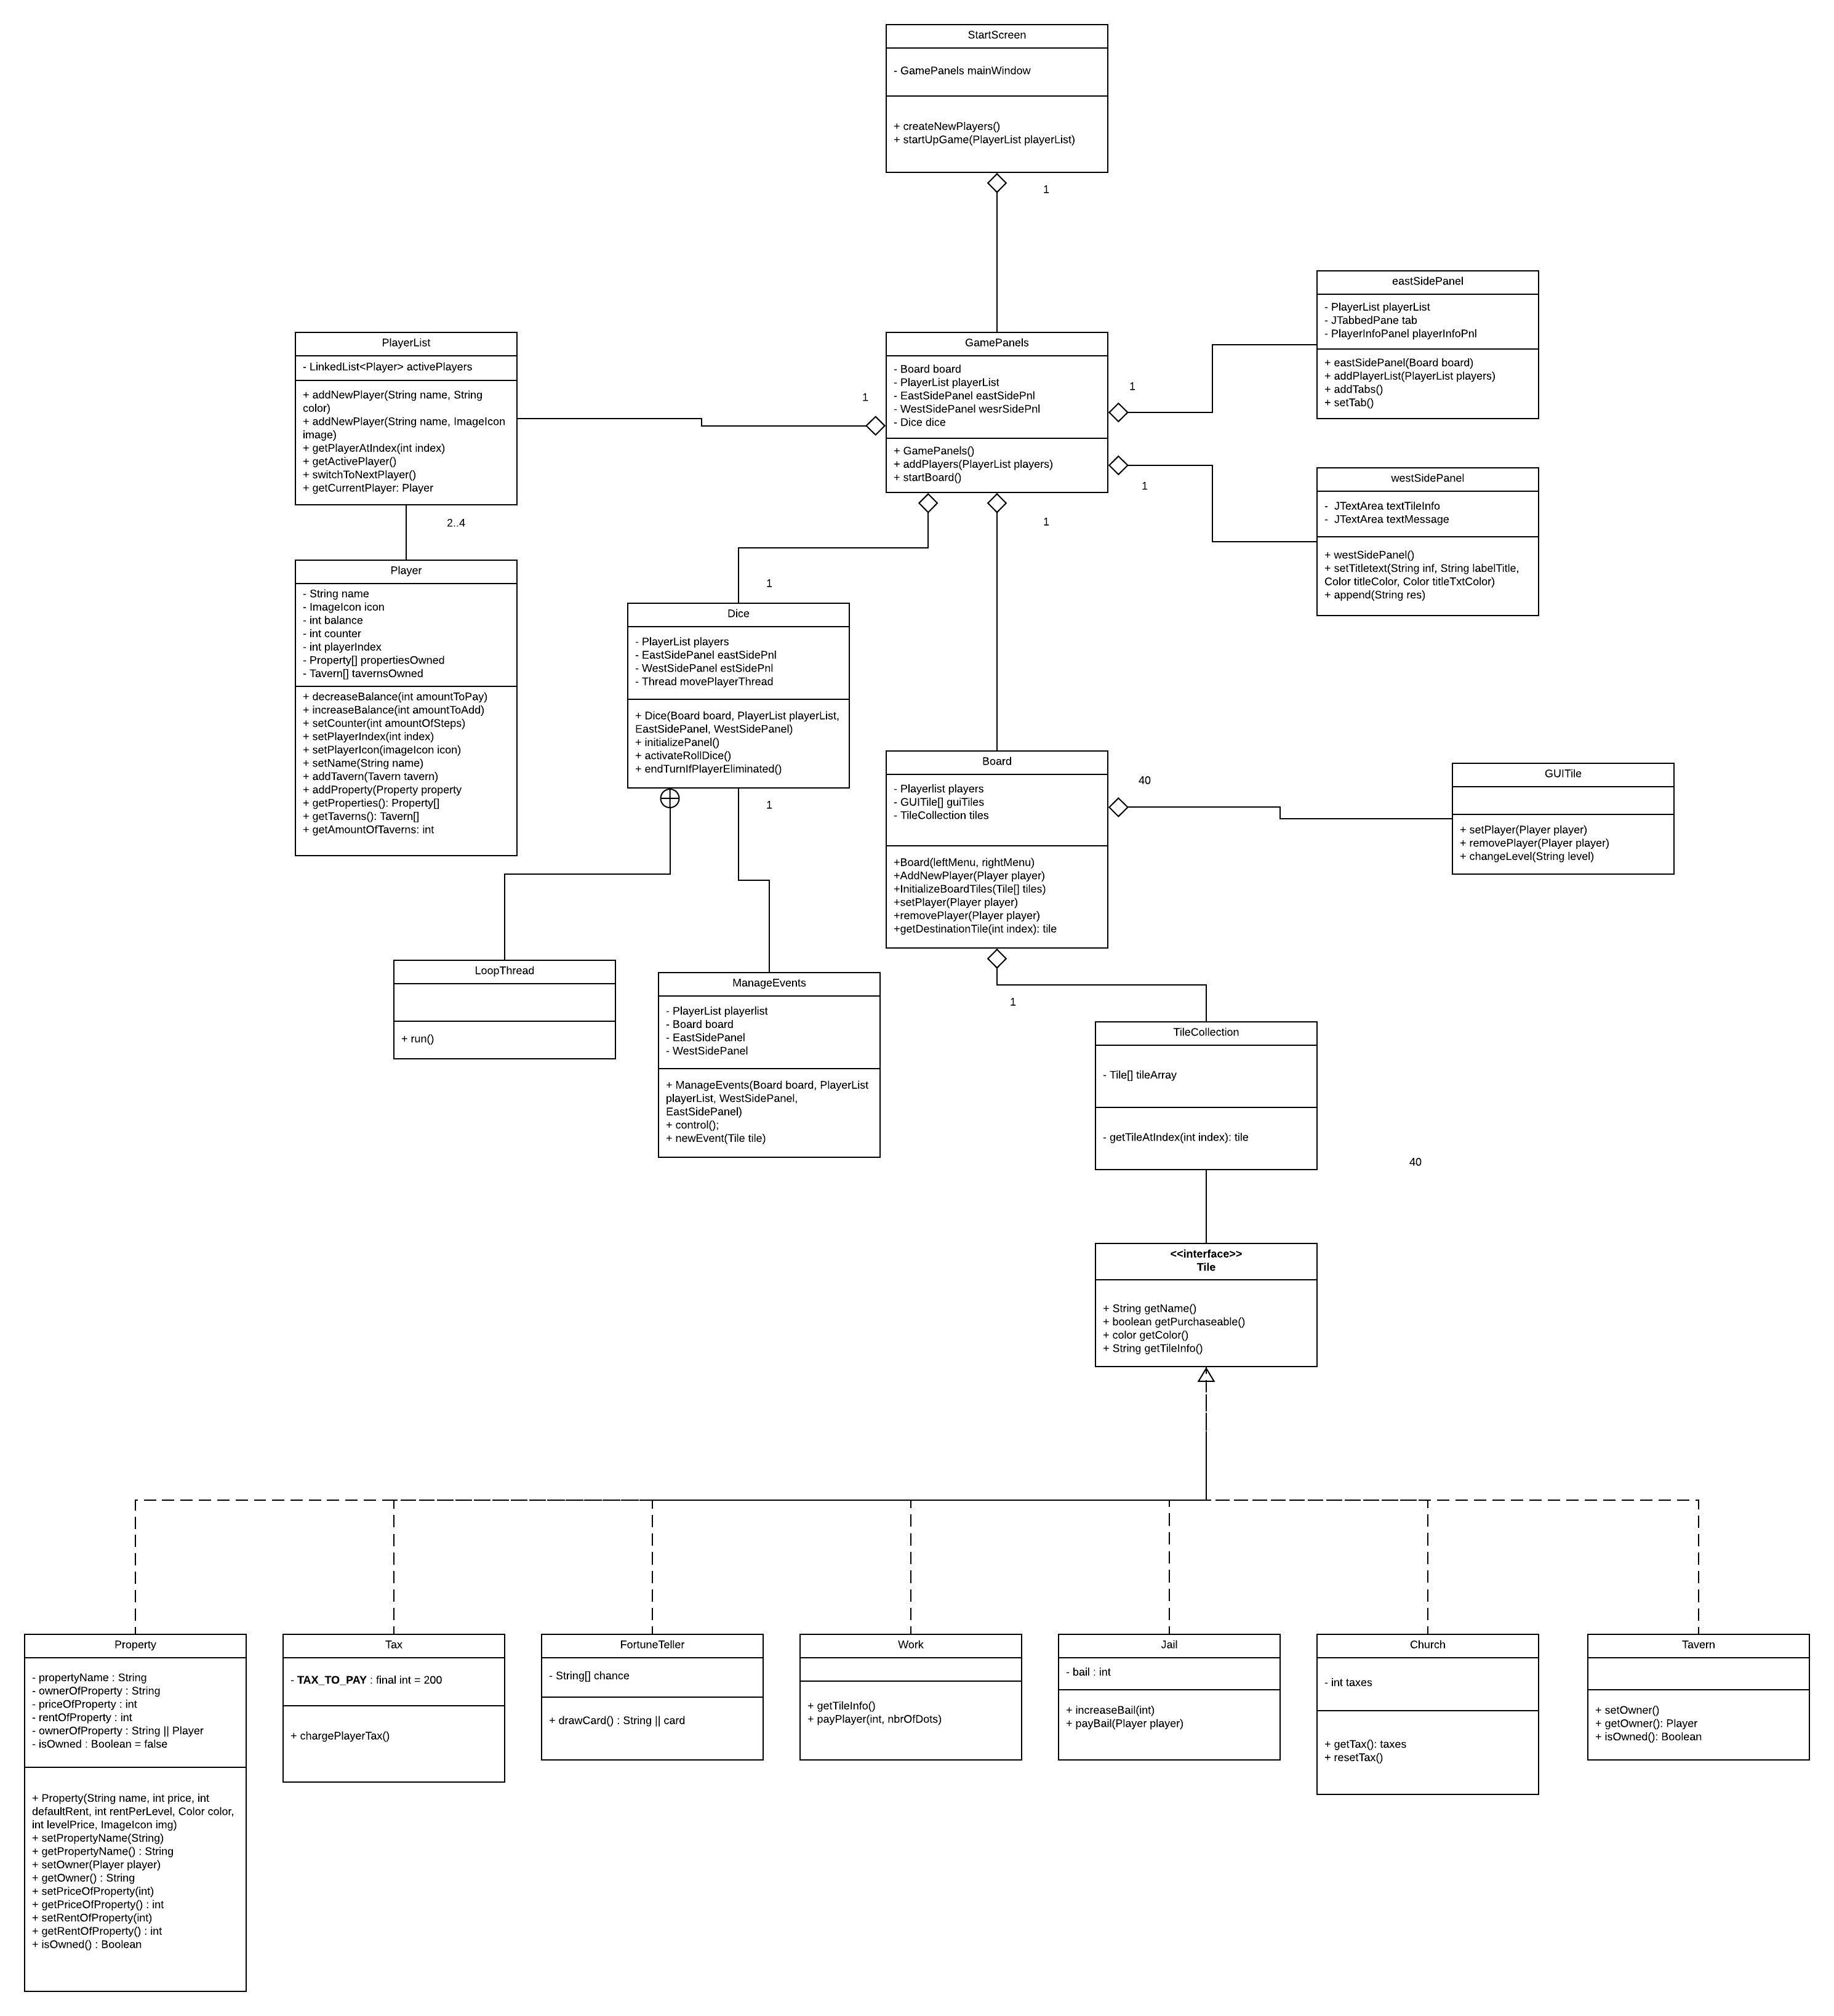 StartScreen
- GamePanels mainWindow
+ createNewPlayers()
+ startUpGame(PlayerList playerList)
1
eastSidePanel
- PlayerList playerList
- JTabbedPane tab
- PlayerInfoPanel playerInfoPnl
+ eastSidePanel(Board board)
+ addPlayerList(PlayerList players)
+ addTabs()
+ setTab()
PlayerList
- LinkedList<Player> activePlayers
+ addNewPlayer(String name, String
color)
+ addNewPlayer(String name, ImageIcon
image)
+ getPlayerAtIndex(int index)
+ getActivePlayer()
+ switchToNextPlayer()
+ getCurrentPlayer: Player
1
GamePanels
- Board board
- PlayerList playerList
- EastSidePanel eastSidePnl
- WestSidePanel wesrSidePnl
- Dice dice
+ GamePanels()
+ addPlayers(PlayerList players)
+ startBoard()
1
1
1
westSidePanel
-  JTextArea textTileInfo
-  JTextArea textMessage
+ westSidePanel()
+ setTitletext(String inf, String labelTitle,
Color titleColor, Color titleTxtColor)
+ append(String res)
2..4
Player
- String name
- ImageIcon icon
- int balance
- int counter
- int playerIndex
- Property[] propertiesOwned
- Tavern[] tavernsOwned
+ decreaseBalance(int amountToPay)
+ increaseBalance(int amountToAdd)
+ setCounter(int amountOfSteps)
+ setPlayerIndex(int index)
+ setPlayerIcon(imageIcon icon)
+ setName(String name)
+ addTavern(Tavern tavern)
+ addProperty(Property property
+ getProperties(): Property[]
+ getTaverns(): Tavern[]
+ getAmountOfTaverns: int
1
Dice
- PlayerList players
- EastSidePanel eastSidePnl
- WestSidePanel estSidePnl
- Thread movePlayerThread
+ Dice(Board board, PlayerList playerList,
EastSidePanel, WestSidePanel)
+ initializePanel()
+ activateRollDice()
+ endTurnIfPlayerEliminated()
1
Board
- Playerlist players
- GUITile[] guiTiles
- TileCollection tiles
+Board(leftMenu, rightMenu)
+AddNewPlayer(Player player)
+InitializeBoardTiles(Tile[] tiles)
+setPlayer(Player player)
+removePlayer(Player player)
+getDestinationTile(int index): tile
40
GUITile
+ setPlayer(Player player)
+ removePlayer(Player player)
+ changeLevel(String level)
LoopThread
+ run()
ManageEvents
- PlayerList playerlist
- Board board
- EastSidePanel
- WestSidePanel
+ ManageEvents(Board board, PlayerList
playerList, WestSidePanel,
EastSidePanel)
+ control();
+ newEvent(Tile tile)
1
TileCollection
- Tile[] tileArray
- getTileAtIndex(int index): tile
40
<<interface>>
Tile
+ String getName()
+ boolean getPurchaseable()
+ color getColor()
+ String getTileInfo()
Property
- propertyName : String
- ownerOfProperty : String
- priceOfProperty : int
- rentOfProperty : int
- ownerOfProperty : String || Player
- isOwned : Boolean = false
+ Property(String name, int price, int
defaultRent, int rentPerLevel, Color color,
int levelPrice, ImageIcon img)
+ setPropertyName(String)
+ getPropertyName() : String
+ setOwner(Player player)
+ getOwner() : String
+ setPriceOfProperty(int)
+ getPriceOfProperty() : int
+ setRentOfProperty(int)
+ getRentOfProperty() : int
+ isOwned() : Boolean
Tax
- TAX_TO_PAY : final int = 200
+ chargePlayerTax()
FortuneTeller
- String[] chance
+ drawCard() : String || card
Work
+ getTileInfo()
+ payPlayer(int, nbrOfDots)
Jail
- bail : int
+ increaseBail(int)
+ payBail(Player player)
Church
- int taxes
+ getTax(): taxes
+ resetTax()
Tavern
+ setOwner()
+ getOwner(): Player
+ isOwned(): Boolean